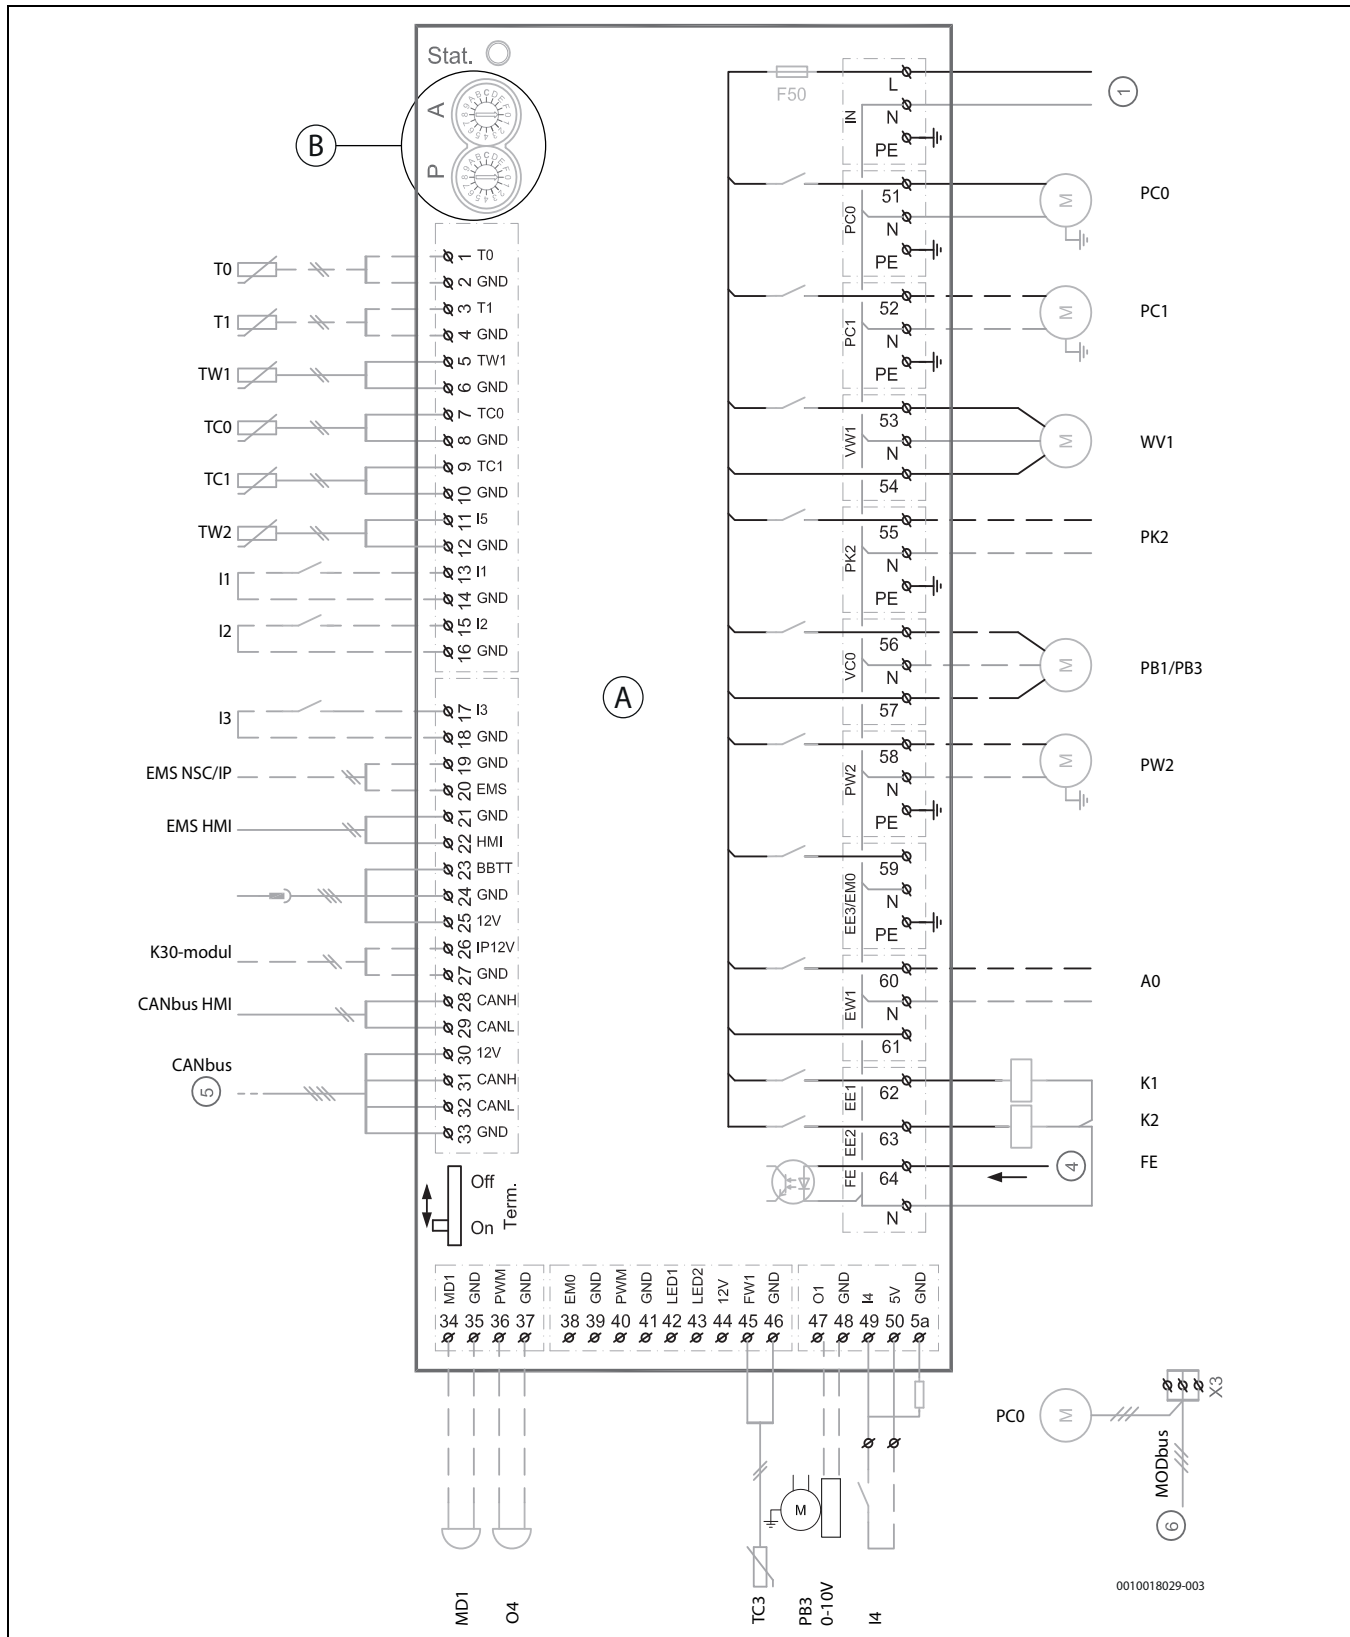 Stat.
A
P
9ABCDEF012345678
9ABCDEF012345678
B
A
T0
T1
TW1
TC0
TC1
TW2
I1
I2
I3
EMS NSC/IP
EMS HMI
K30-modul
CANbus HMI
CANbus
5
1 T0
2 GND
3 T1
4 GND
5 TW1
6 GND
7 TC0
8 GND
9 TC1
10 GND
11 I5
12 GND
13 I1
14 GND
15 I2
16 GND
17 I3
18 GND
19 GND
20 EMS
21 GND
22 HMI
23 BBTT
24 GND
25 12V
26 IP12V
27 GND
28 CANH
29 CANL
30 12V
31 CANH
32 CANL
33 GND
Off
On
Term.
F50
IN
L
N
PE
1
PC0
51
N
PE
M
PC0
PC1
52
N
PE
M
PC1
VW1
53
N
54
M
WV1
PK2
55
N
PE
PK2
VC0
56
N
57
M
PB1/PB3
PW2
58
N
PE
M
PW2
EE3/EM0
59
N
PE
EW1
60
N
61
A0
EE1
62
K1
EE2
63
K2
FE
64
N
4
FE
MD1 GND PWM GND
34 35 36 37
EM0 GND PWM GND LED1 LED2 12V FW1 GND
38 39 40 41 42 43 44 45 46
O1 GND I4 5V GND
47 48 49 50 5a
MD1
O4
TC3
M
PB3
0-10V
I4
PC0
M
X3
MODbus
6
0010018029-003